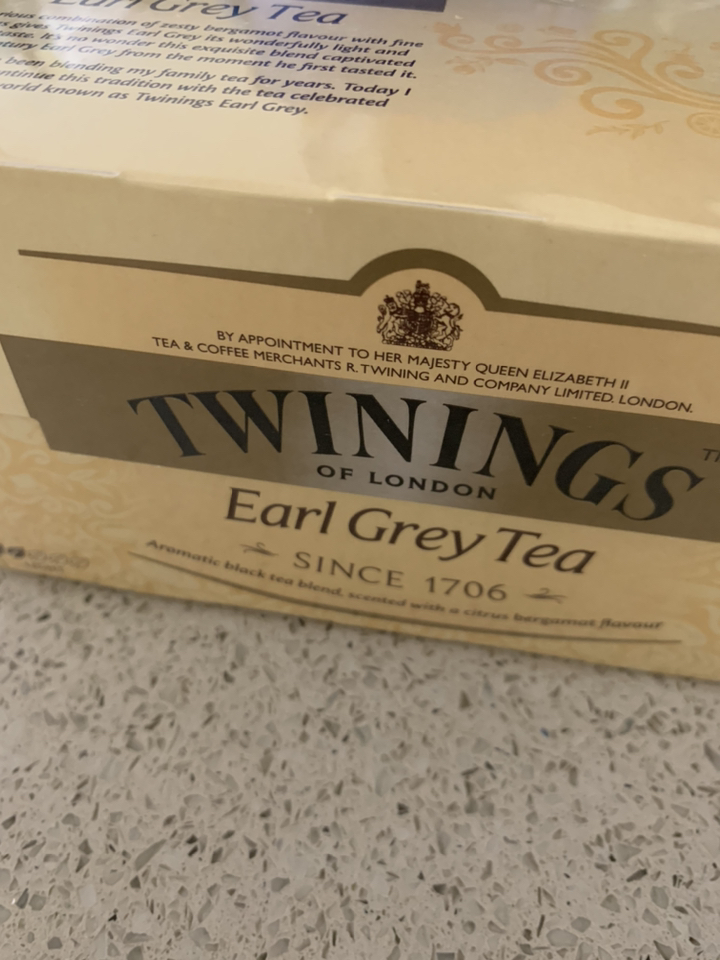 Earl Grey Tea
combination of zesty bergamot flavour with fine
gives Twinings Earl Grey its wonderfully light and
taste. It's no wonder this exquisite blend captivated
Earl Grey from the moment he first tasted it.
been blending my family tea for years. Today I
this tradition with the tea celebrated
known as Twinings Earl Grey.
BY APPOINTMENT TO HER MAJESTY QUEEN ELIZABETH II
TEA & COFFEE MERCHANTS R. TWINING AND COMPANY LIMITED. LONDON.
TWININGS
OF LONDON
Earl Grey Tea
SINCE 1706
Aromatic black tea blend, scented with a citrus bergamot flavour